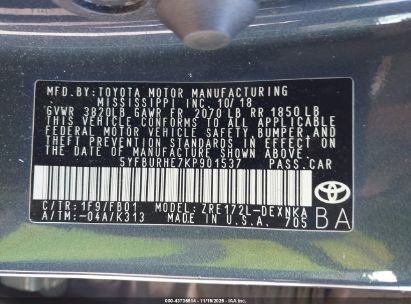 MFD.BY:TOYOTA MOTOR MANUFACTURING
MISSISSIPPI INC. 10/18
GVWR 3820LB GAWR FR 2070LB RR 1850LB
THIS VEHICLE CONFORMS TO ALL APPLICABLE
FEDERAL MOTOR VEHICLE SAFETY, BUMPER, AND
THEFT PREVENTION STANDARDS IN EFFECT ON
THE DATE OF MANUFACTURE SHOWN ABOVE.
5YFBURHE7KP901537 PASS.CAR
TOYOTA
C/TR:1F9/FB01 MODEL:ZRE172L-DEXNKA
A/TM:-04A/K313 MADE IN U.S.A. 705
BA